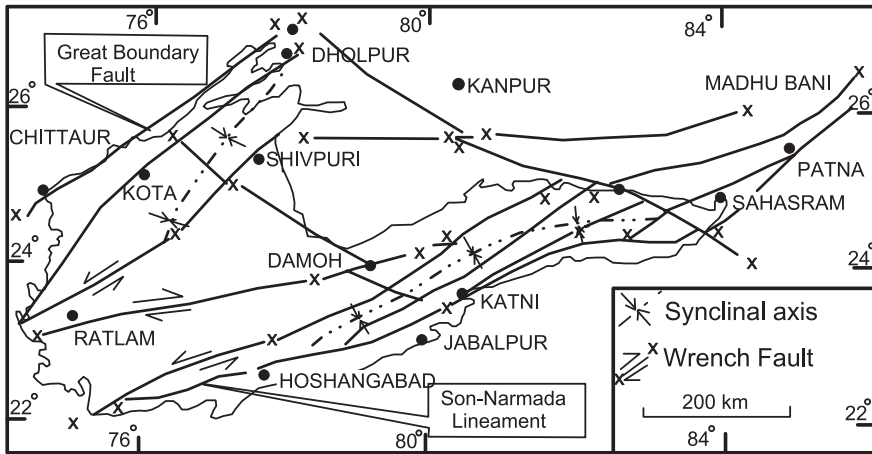 76° 80 84°
Great Boundary
Fault
DHOLPUR
KANPUR
MADHU BANI
26° 26°
CHITTAUR
SHIVPURI
PATNA
KOTA
SAHASRAM
24° 24°
DAMOH
KATNI
RATLAM
JABALPUR
HOSHANGABAD
Son-Narmada
Lineament
Synclinal axis
x
Wrench Fault
x
200 km
22° 22°
76° 80° 84°